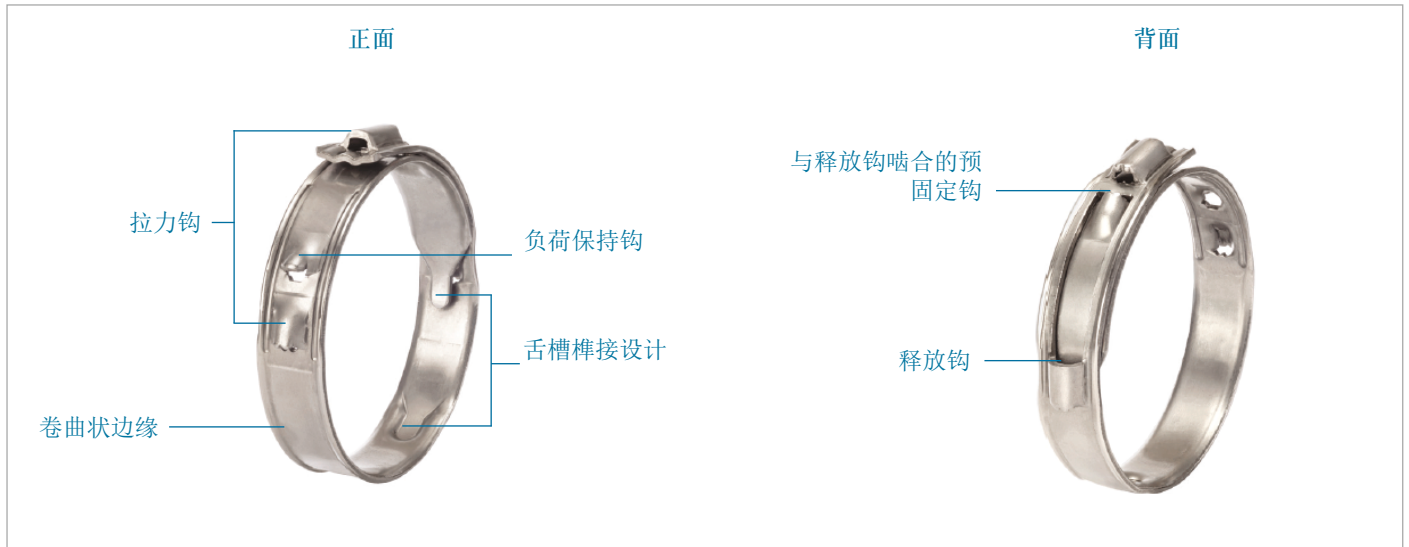 正面
背面
拉力钩
负荷保持钩
舌槽榫接设计
卷曲状边缘
与释放钩啮合的预
固定钩
释放钩